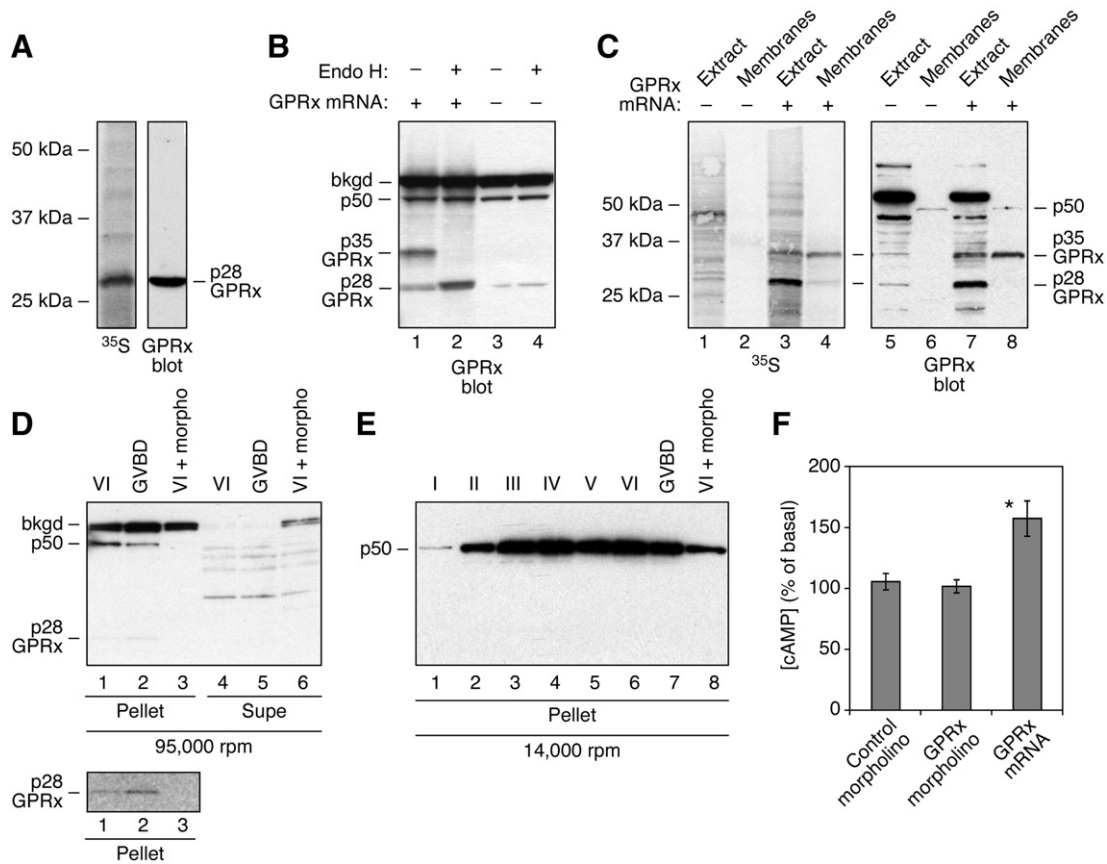 A
50 kDa –
37 kDa –
25 kDa –
– p28 GPRx
35S
GPRx blot
B
Endo H: – + – +
GPRx mRNA: + + – –
bkgd –
p50 –
p35 GPRx –
p28 GPRx –
1 2 3 4
GPRx blot
C
Extract Membranes Extract Membranes Extract Membranes Extract Membranes
GPRx mRNA: – – + + – – + +
50 kDa –
37 kDa –
25 kDa –
– p50
– p35 GPRx
– p28 GPRx
1 2 3 4 5 6 7 8
35S
GPRx blot
D
VI GVBD VI + morpho VI GVBD VI + morpho
bkgd –
p50 –
p28 GPRx –
1 2 3 4 5 6
Pellet Supe
95,000 rpm
p28 GPRx –
1 2 3
Pellet
E
I II III IV V VI GVBD VI + morpho
p50 –
1 2 3 4 5 6 7 8
Pellet
14,000 rpm
F
[cAMP] (% of basal)
200
150
100
50
0
*
Control morpholino
GPRx morpholino
GPRx mRNA